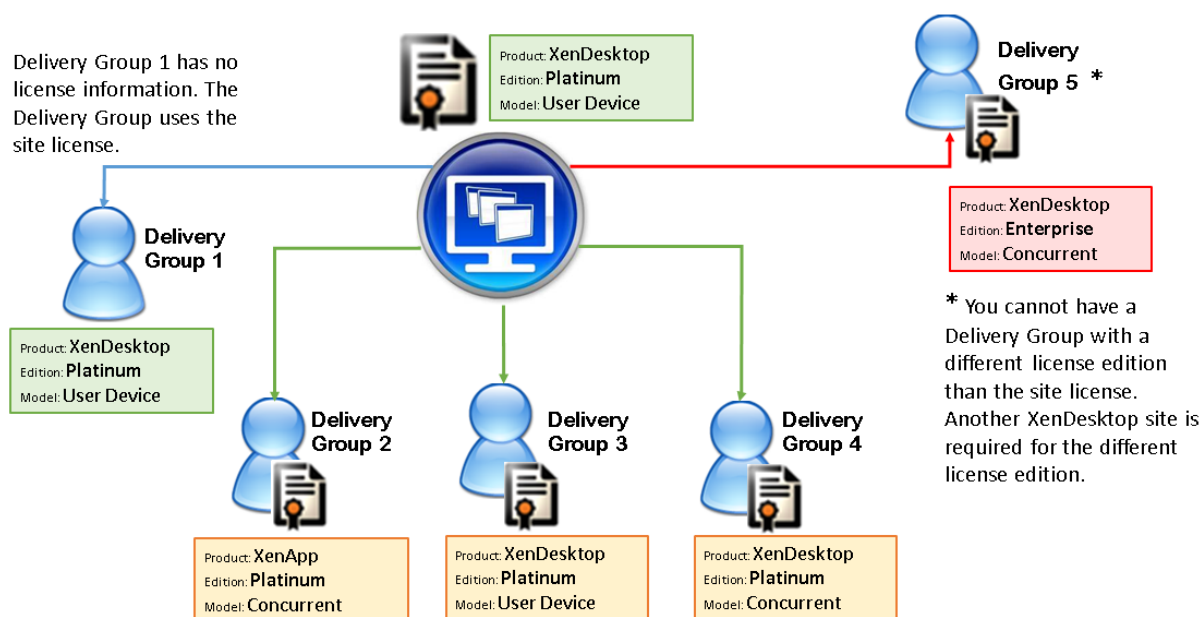 Delivery Group 1 has no
license information. The
Delivery Group uses the
site license.
Product: XenDesktop
Edition: Platinum
Model: User Device
Delivery
Group 5 *
Product: XenDesktop
Edition: Enterprise
Model: Concurrent
* You cannot have a
Delivery Group with a
different license edition
than the site license.
Another XenDesktop site is
required for the different
license edition.
Delivery
Group 1
Product: XenDesktop
Edition: Platinum
Model: User Device
Delivery
Group 2
Product: XenApp
Edition: Platinum
Model: Concurrent
Delivery
Group 3
Product: XenDesktop
Edition: Platinum
Model: User Device
Delivery
Group 4
Product: XenDesktop
Edition: Platinum
Model: Concurrent